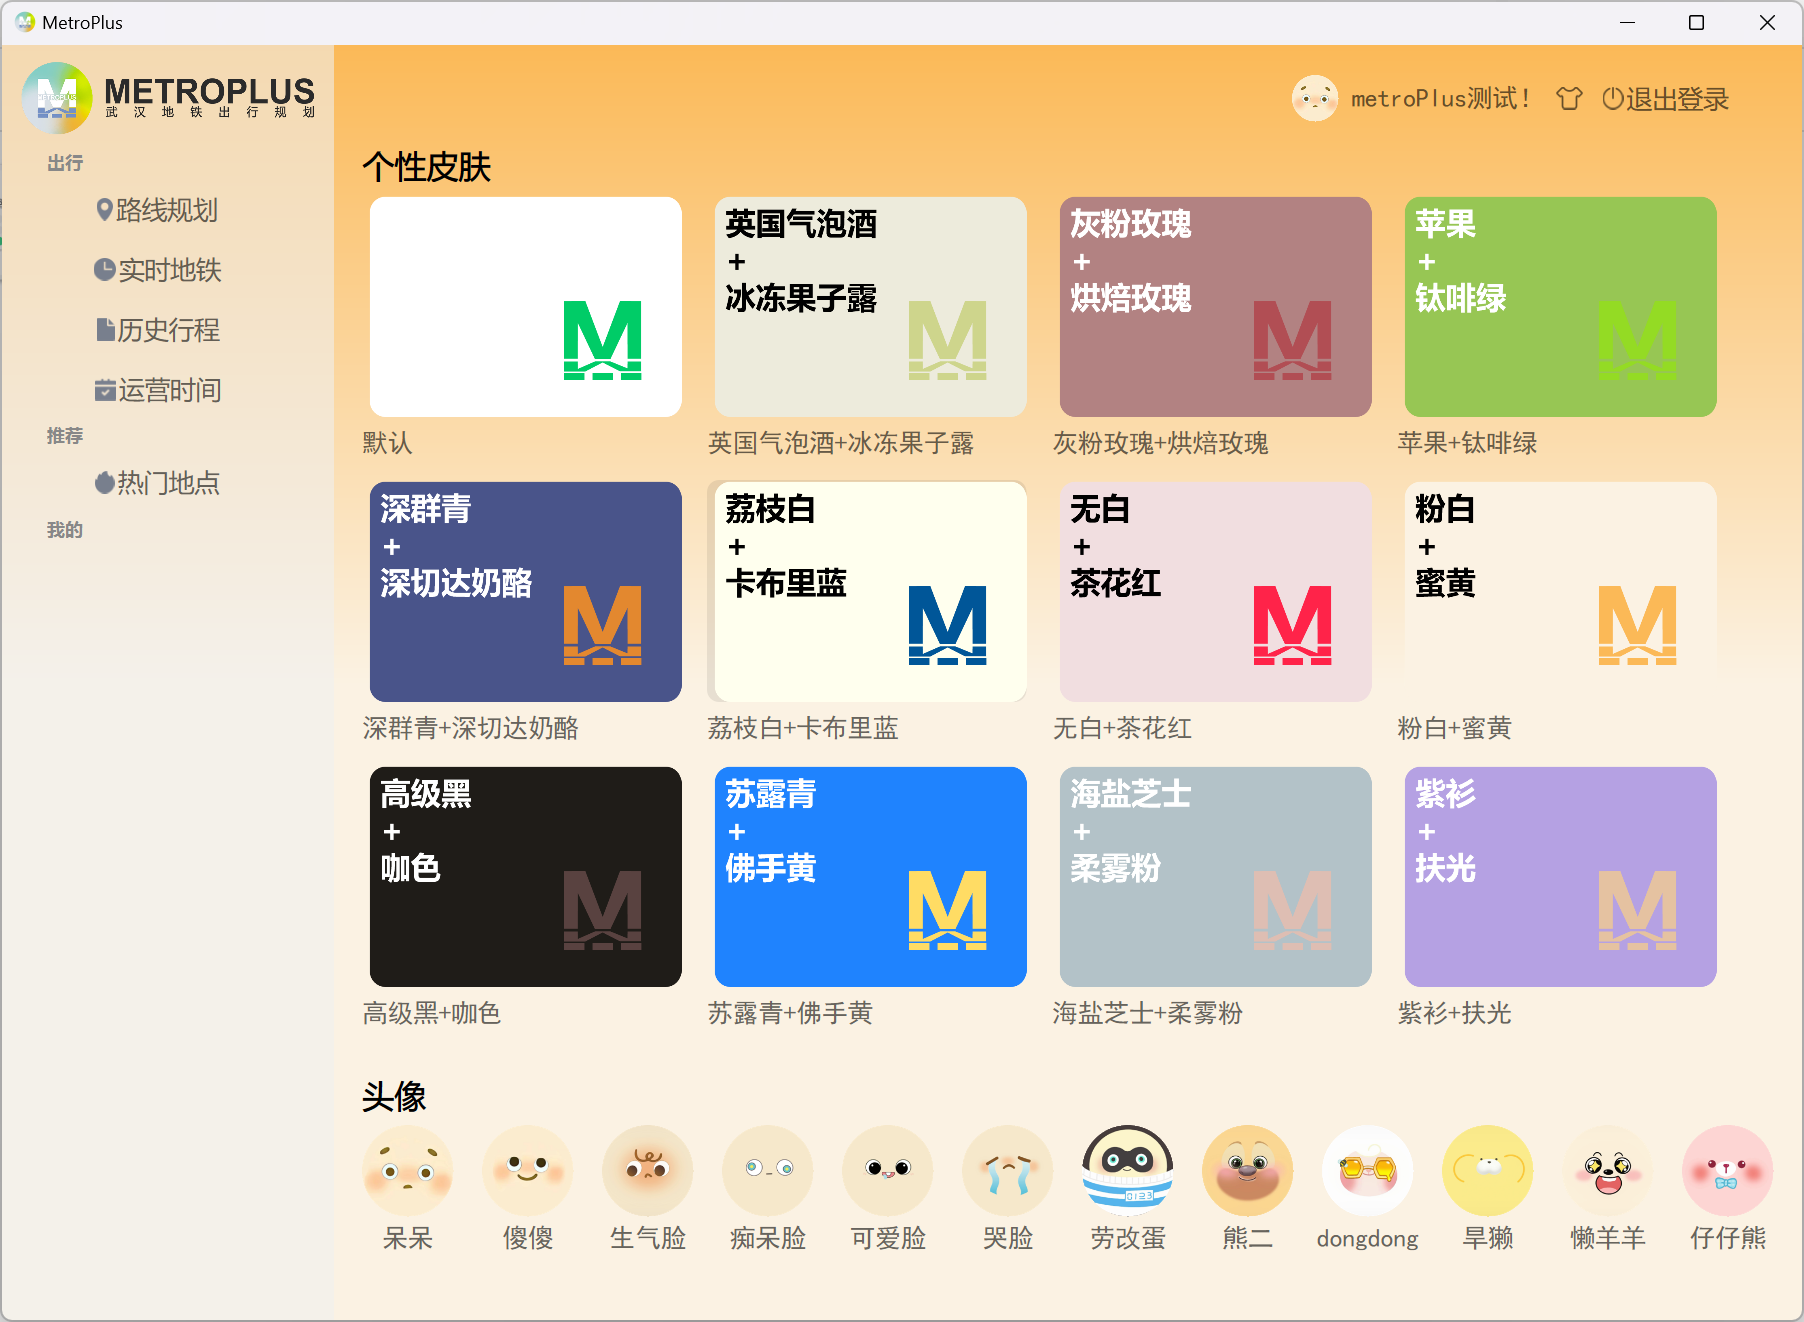 MetroPlus
METROPLUS
武汉地铁出行规划
metroPlus测试！
退出登录
出行
路线规划
实时地铁
历史行程
运营时间
推荐
热门地点
我的
个性皮肤
默认
英国气泡酒
+
冰冻果子露
英国气泡酒+冰冻果子露
灰粉玫瑰
+
烘焙玫瑰
灰粉玫瑰+烘焙玫瑰
苹果
+
钛啡绿
苹果+钛啡绿
深群青
+
深切达奶酪
深群青+深切达奶酪
荔枝白
+
卡布里蓝
荔枝白+卡布里蓝
无白
+
茶花红
无白+茶花红
粉白
+
蜜黄
粉白+蜜黄
高级黑
+
咖色
高级黑+咖色
苏露青
+
佛手黄
苏露青+佛手黄
海盐芝士
+
柔雾粉
海盐芝士+柔雾粉
紫衫
+
扶光
紫衫+扶光
头像
0123
呆呆
傻傻
生气脸
痴呆脸
可爱脸
哭脸
劳改蛋
熊二
dongdong
旱獭
懒羊羊
仔仔熊